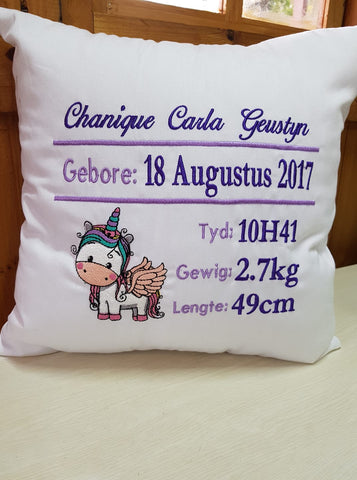 Chanique Carla Geustyn
Gebore: 18 Augustus 2017
Tyd: 10H41
Gewig: 2.7kg
Lengte: 49cm